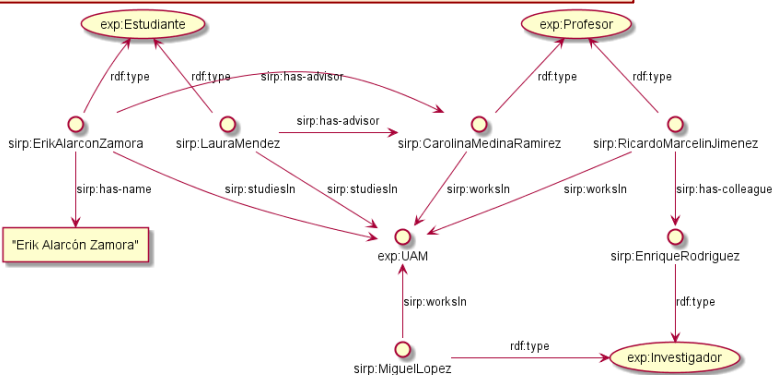 exp:Estudiante
exp:Profesor
rdf:type
rdf:type
sirp:has-advisor
rdf:type
rdf:type
sirp:has-advisor
sirp:ErikAlarconZamora
sirp:LauraMendez
sirp:CarolinaMedinaRamirez
sirp:RicardoMarcelinJimenez
sirp:has-name
sirp:studiesIn
sirp:studiesIn
sirp:worksIn
sirp:worksIn
sirp:has-colleague
"Erik Alarcón Zamora"
exp:UAM
sirp:EnriqueRodriguez
sirp:worksIn
rdf:type
rdf:type
exp:Investigador
sirp:MiguelLopez